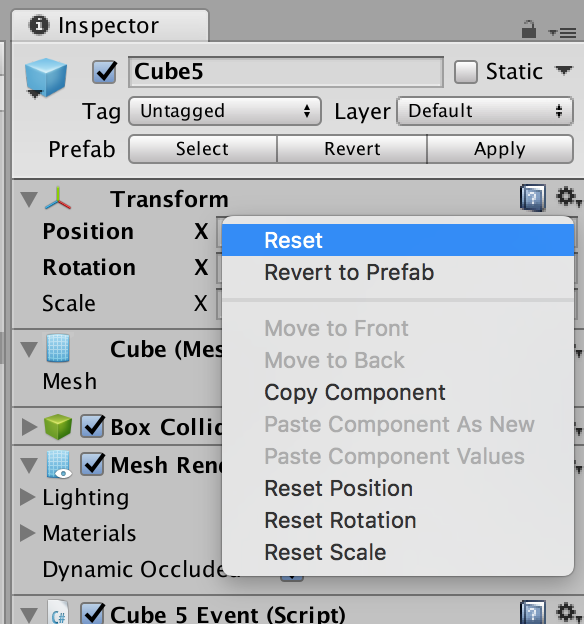 Inspector
Cube5
Static
Tag Untagged Layer Default
Prefab Select Revert Apply
Transform
Position X
Rotation X
Scale X
Reset
Revert to Prefab
Move to Front
Move to Back
Copy Component
Paste Component As New
Paste Component Values
Reset Position
Reset Rotation
Reset Scale
Cube (Mes
Mesh
Box Collid
Mesh Ren
Lighting
Materials
Dynamic Occluded
C#
Cube 5 Event (Script)